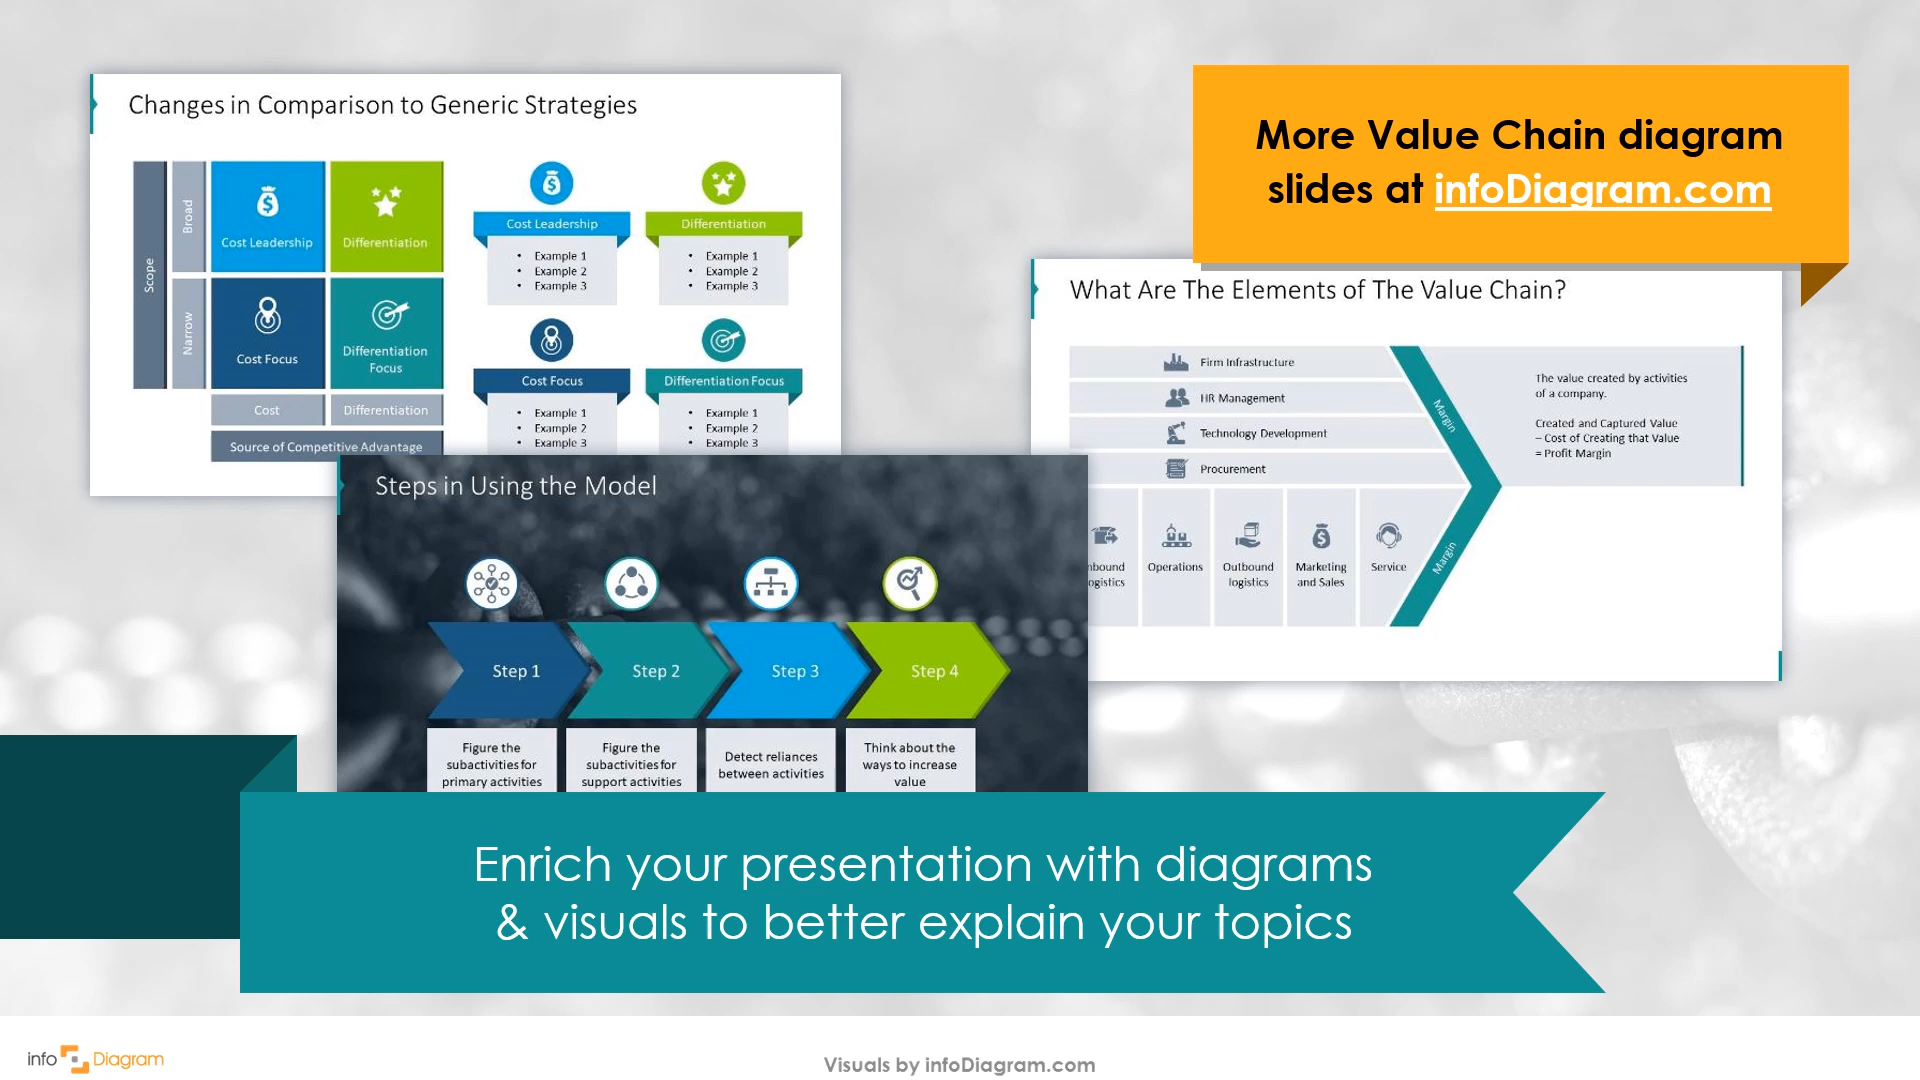 Changes in Comparison to Generic Strategies
Scope
Broad
Narrow
Cost Leadership
Differentiation
Cost Focus
Differentiation
Focus
Cost
Differentiation
Source of Competitive Advantage
Cost Leadership
• Example 1
• Example 2
• Example 3
Differentiation
• Example 1
• Example 2
• Example 3
Cost Focus
• Example 1
• Example 2
• Example 3
Differentiation Focus
• Example 1
• Example 2
• Example 3
More Value Chain diagram
slides at infoDiagram.com
What Are The Elements of The Value Chain?
Firm Infrastructure
HR Management
Technology Development
Procurement
Operations
Outbound
logistics
Marketing
and Sales
Service
Margin
Margin
The value created by activities
of a company.
Created and Captured Value
– Cost of Creating that Value
= Profit Margin
Steps in Using the Model
Step 1
Step 2
Step 3
Step 4
Figure the
subactivities for
primary activities
Figure the
subactivities for
support activities
Detect reliances
between activities
Think about the
ways to increase
value
Enrich your presentation with diagrams
& visuals to better explain your topics
info Diagram
Visuals by infoDiagram.com